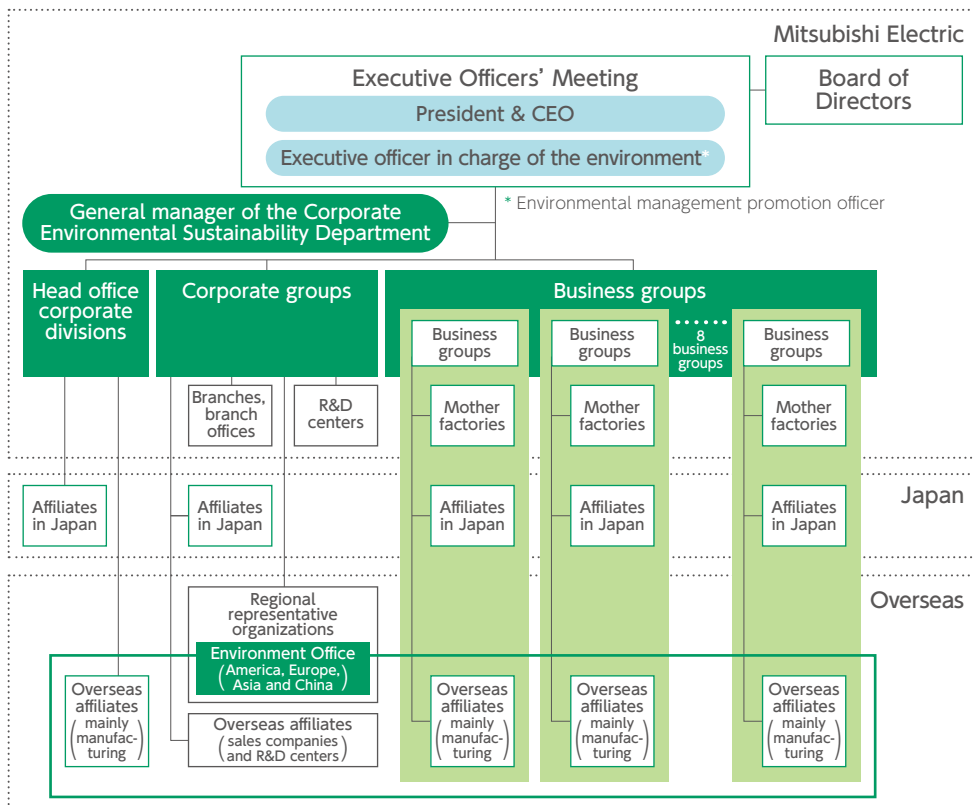 Mitsubishi Electric
Executive Officers' Meeting
President & CEO
Executive officer in charge of the environment*
Board of
Directors
* Environmental management promotion officer
General manager of the Corporate
Environmental Sustainability Department
Head office
corporate
divisions
Corporate groups
Business groups
Business
groups
Business
groups
......
8
business
groups
Business
groups
Branches,
branch
offices
R&D
centers
Mother
factories
Mother
factories
Mother
factories
Japan
Affiliates
in Japan
Affiliates
in Japan
Affiliates
in Japan
Affiliates
in Japan
Affiliates
in Japan
Overseas
Regional
representative
organizations
Environment Office
(America, Europe,
Asia and China)
Overseas
affiliates
(mainly
manufac-
turing)
Overseas affiliates
(sales companies
and R&D centers)
Overseas
affiliates
(mainly
manufac-
turing)
Overseas
affiliates
(mainly
manufac-
turing)
Overseas
affiliates
(mainly
manufac-
turing)